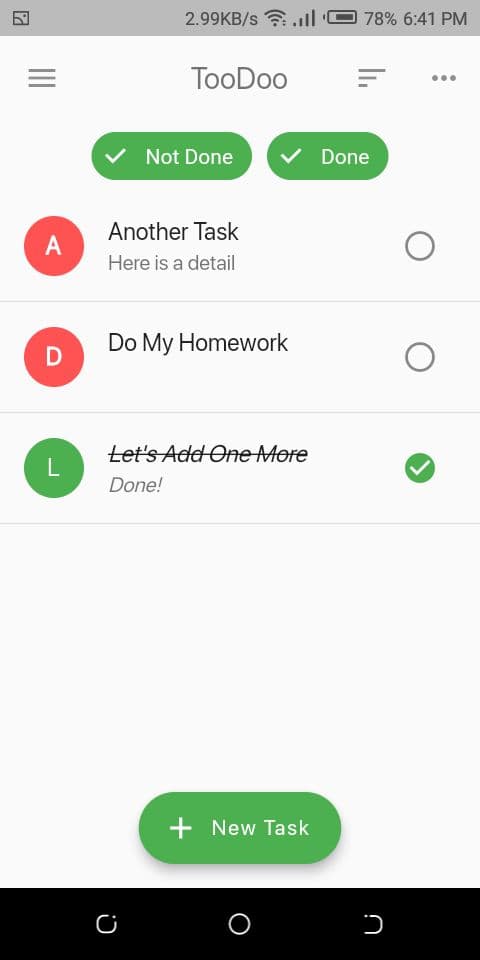 2.99KB/s 78% 6:41 PM
TooDoo
Not Done Done
A Another Task
Here is a detail
D Do My Homework
L Let's Add One More
Done!
New Task